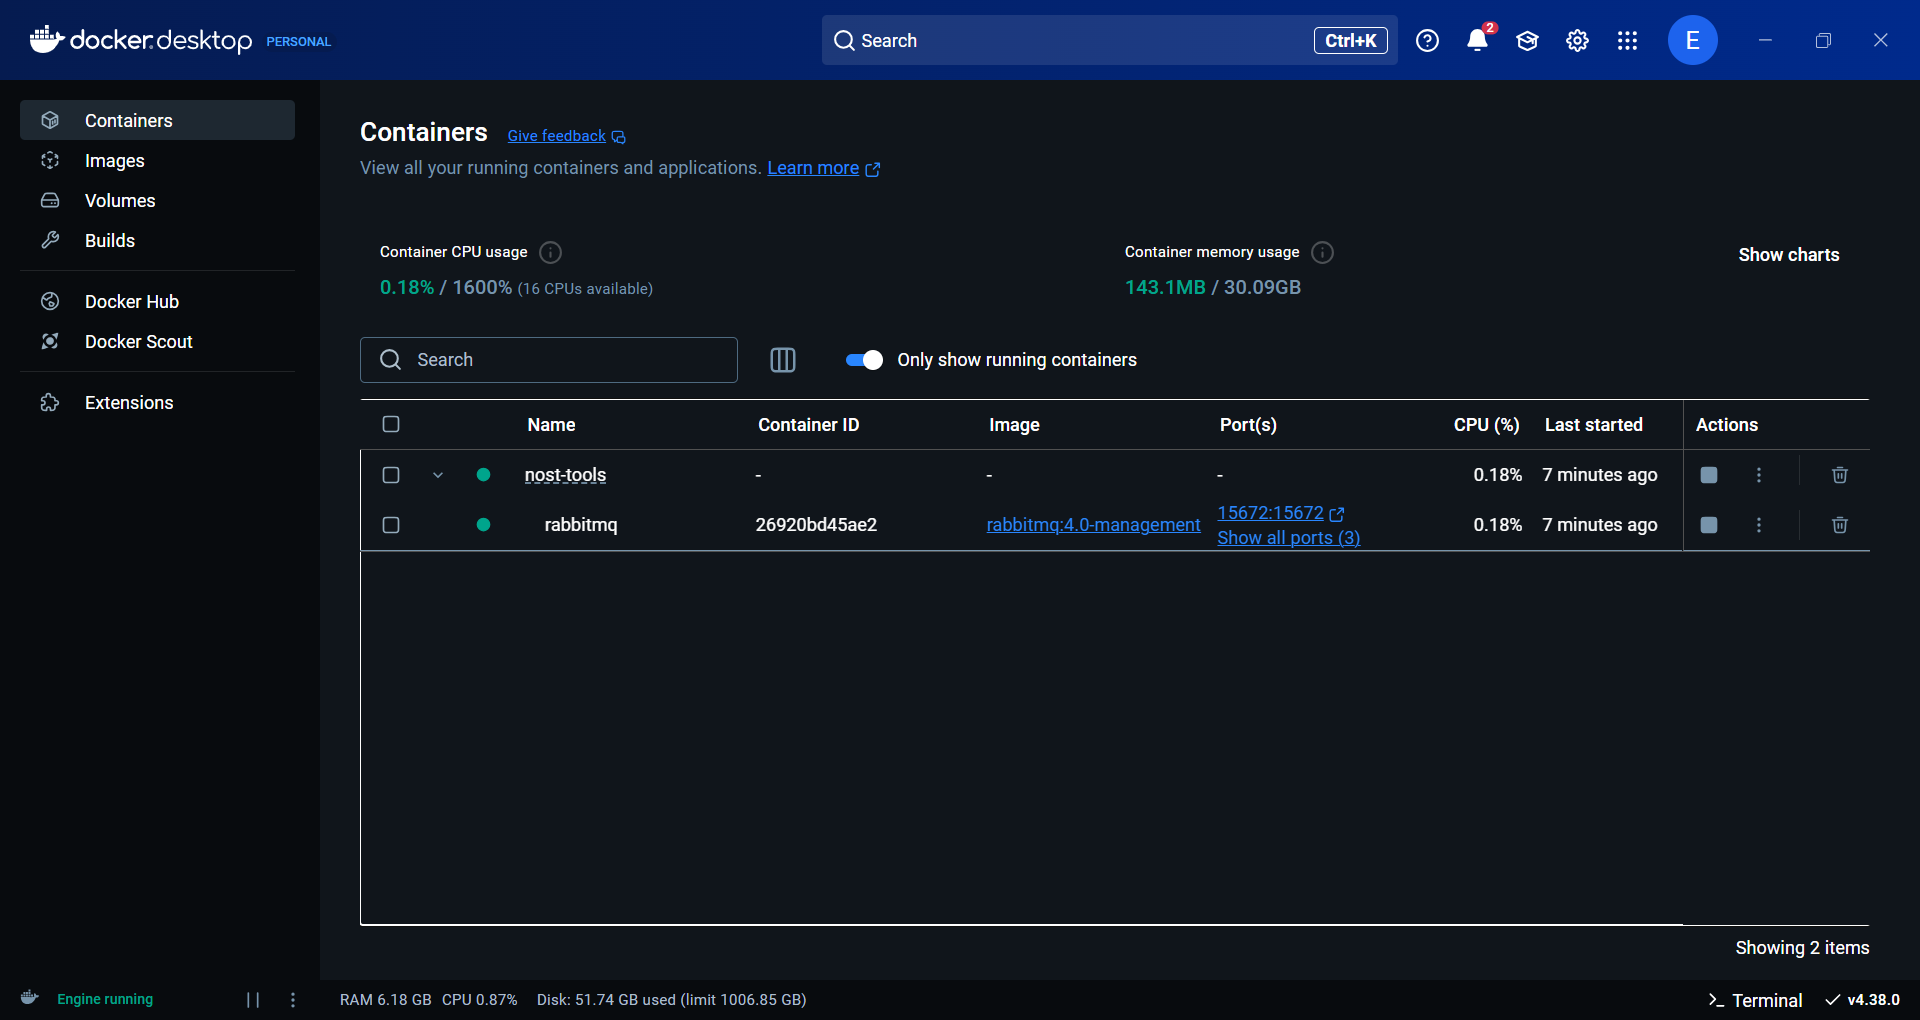 docker.desktop PERSONAL
Search Ctrl+K 2 E
Containers
Images
Volumes
Builds
Docker Hub
Docker Scout
Extensions
Containers Give feedback
View all your running containers and applications. Learn more
Container CPU usage
0.18% / 1600% (16 CPUs available)
Container memory usage
143.1MB / 30.09GB
Show charts
Search
Only show running containers
Name Container ID Image Port(s) CPU (%) Last started Actions
nost-tools - - - 0.18% 7 minutes ago
rabbitmq 26920bd45ae2 rabbitmq:4.0-management 15672:15672 0.18% 7 minutes ago
Show all ports (3)
Showing 2 items
Engine running RAM 6.18 GB CPU 0.87% Disk: 51.74 GB used (limit 1006.85 GB) >_ Terminal v4.38.0